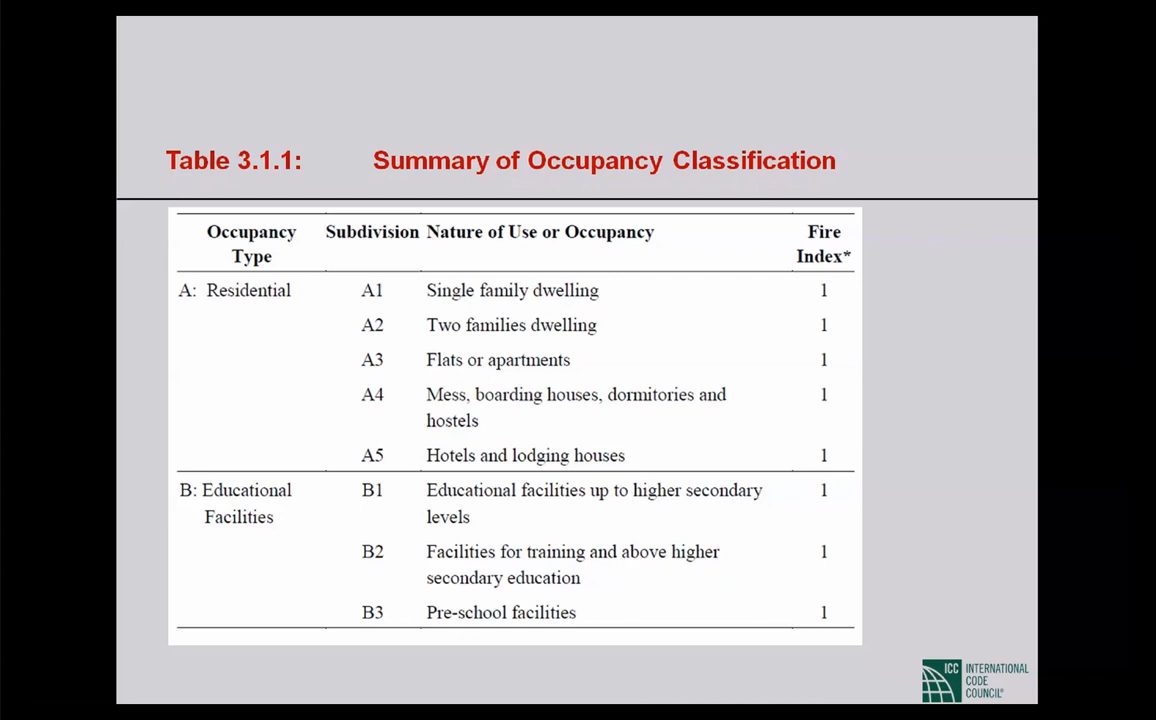 Table 3.1.1: Summary of Occupancy Classification
Occupancy Type Subdivision Nature of Use or Occupancy Fire Index*
A: Residential A1 Single family dwelling 1
A2 Two families dwelling 1
A3 Flats or apartments 1
A4 Mess, boarding houses, dormitories and 1
hostels
A5 Hotels and lodging houses 1
B: Educational B1 Educational facilities up to higher secondary 1
Facilities levels
B2 Facilities for training and above higher 1
secondary education
B3 Pre-school facilities 1
ICC INTERNATIONAL
CODE
COUNCIL®